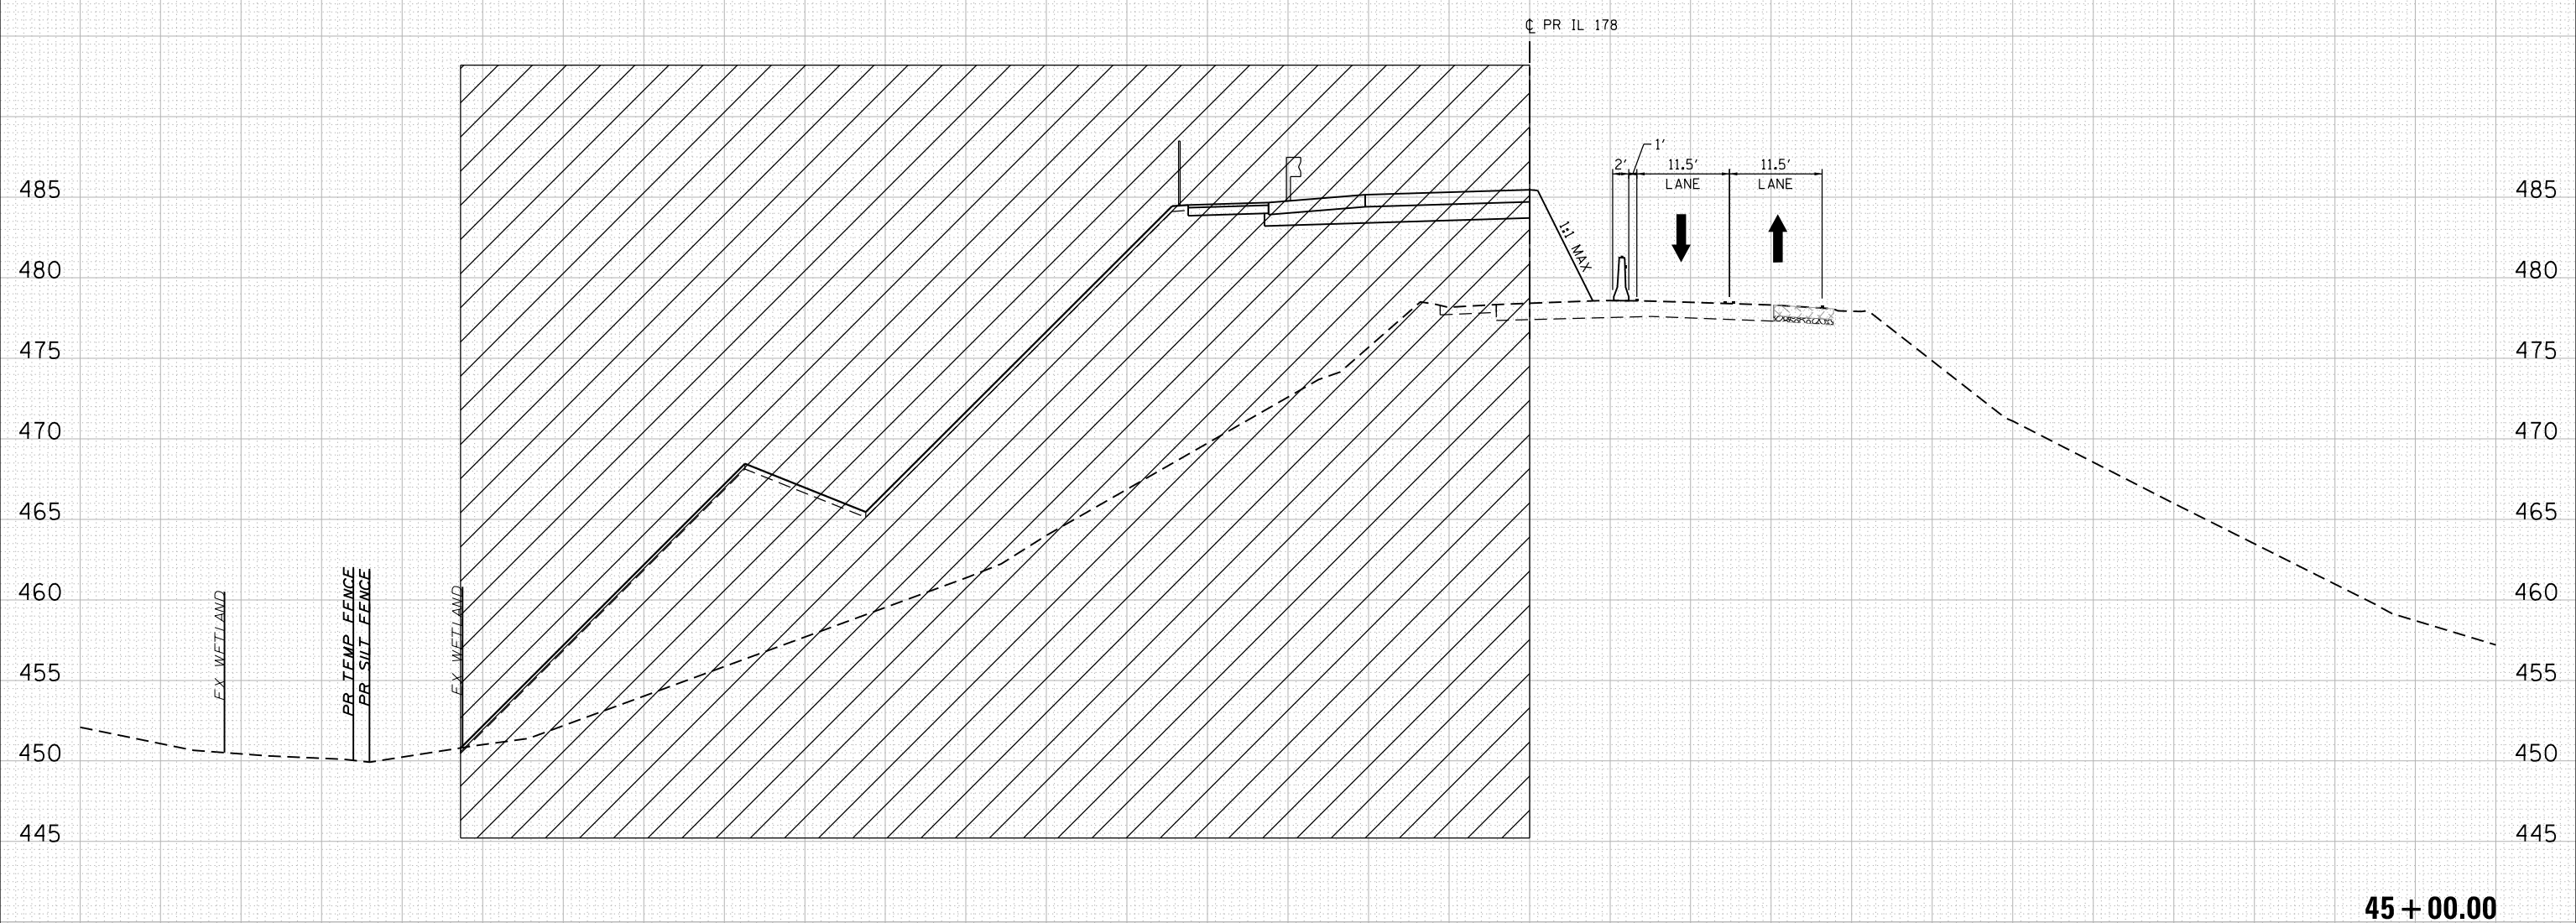 ℄ PR IL 178
1'
2' 11.5' 11.5'
LANE LANE
485 485
1:1 MAX
480 480
475 475
470 470
465 465
460 460
EX WETLAND
PR TEMP FENCE
PR SILT FENCE
EX WETLAND
455 455
450 450
445 445
45+00.00